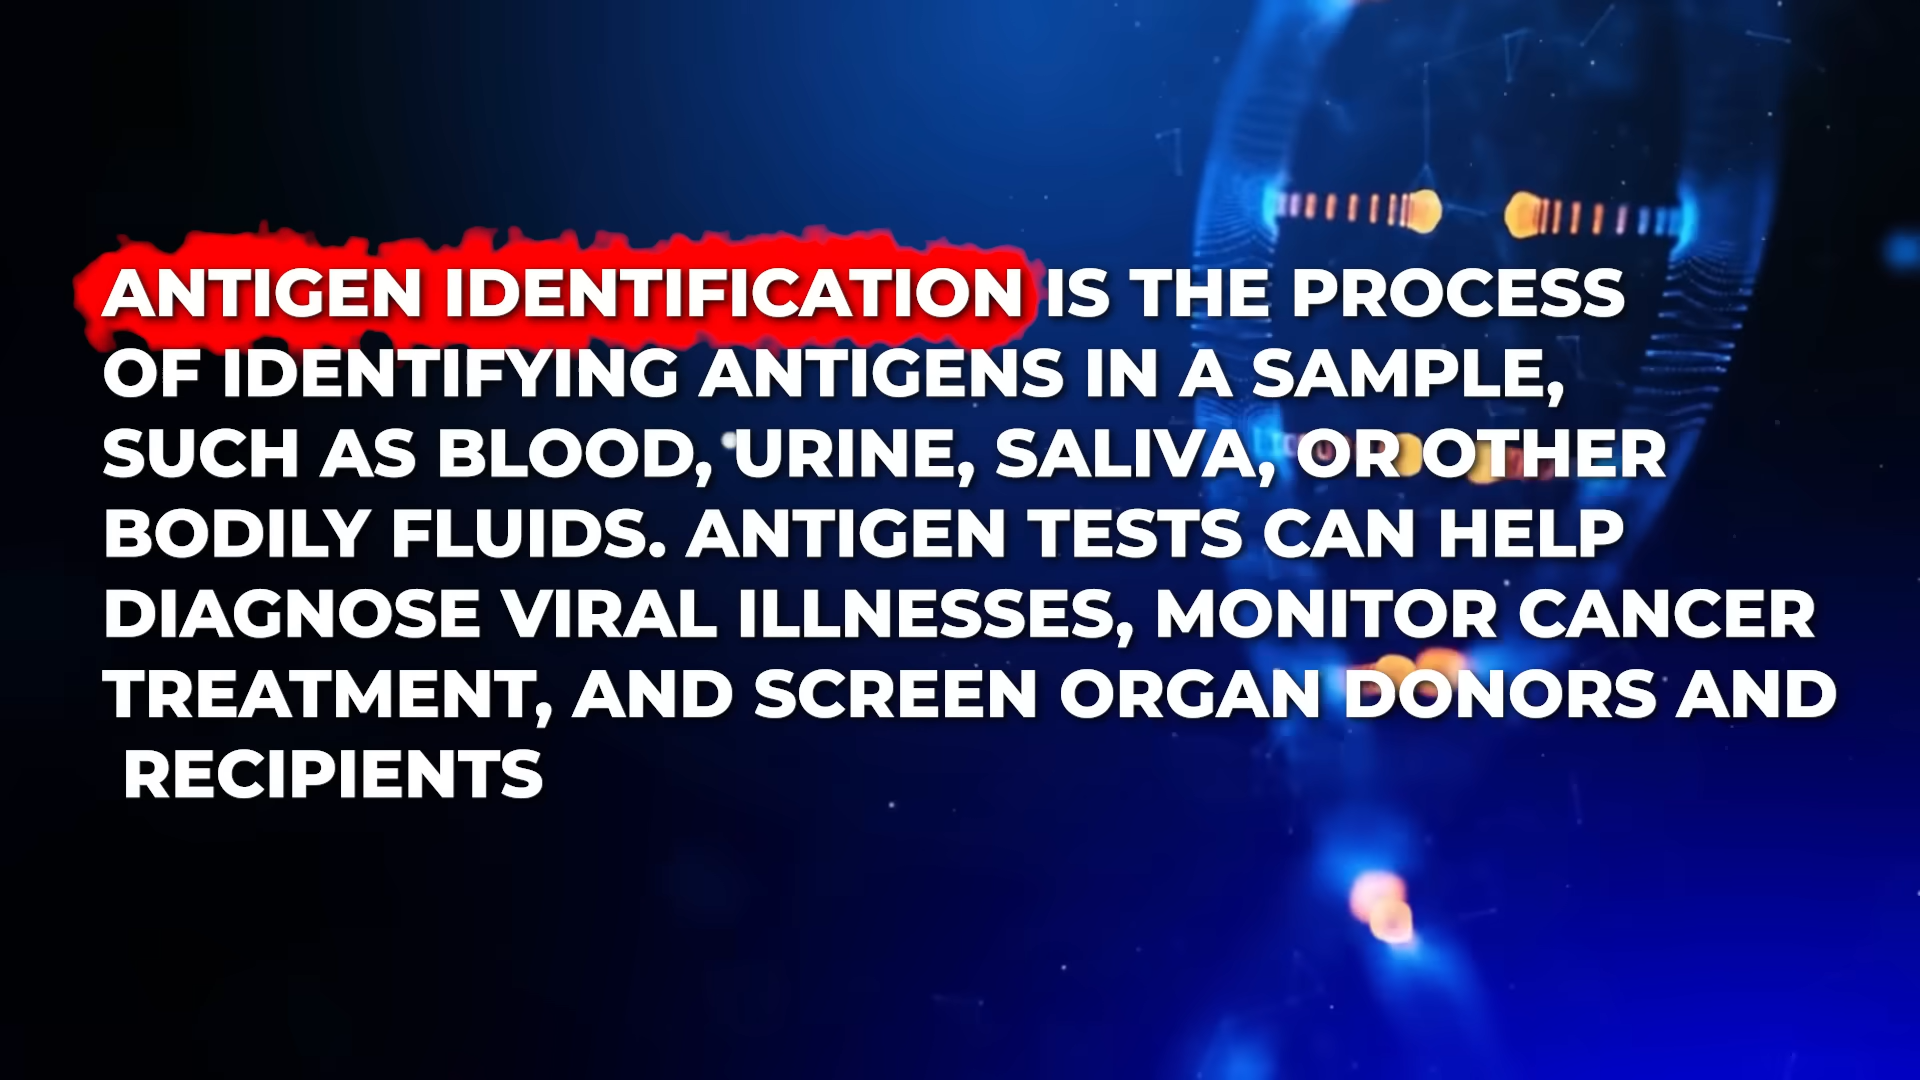 ANTIGEN IDENTIFICATION IS THE PROCESS
OF IDENTIFYING ANTIGENS IN A SAMPLE,
SUCH AS BLOOD, URINE, SALIVA, OR OTHER
BODILY FLUIDS. ANTIGEN TESTS CAN HELP
DIAGNOSE VIRAL ILLNESSES, MONITOR CANCER
TREATMENT, AND SCREEN ORGAN DONORS AND
RECIPIENTS